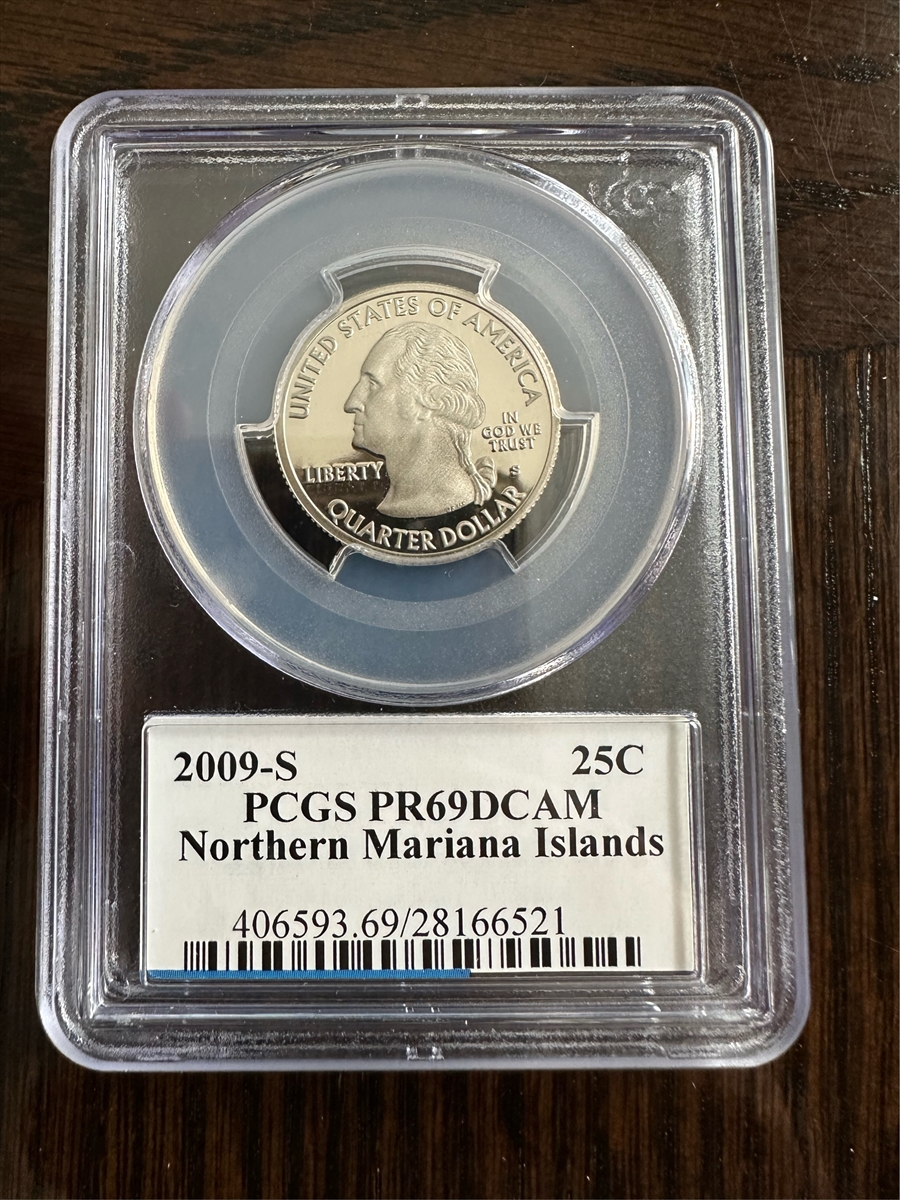 UNITED STATES OF AMERICA
IN
GOD WE
TRUST
LIBERTY
S
QUARTER DOLLAR
2009-S 25C
PCGS PR69DCAM
Northern Mariana Islands
406593.69/28166521